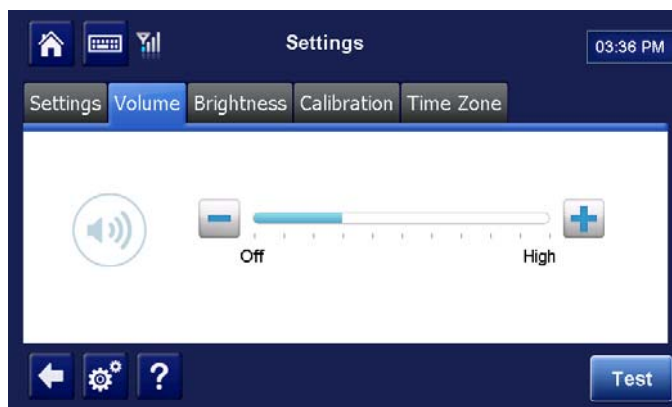 Settings
03:36 PM
Settings Volume Brightness Calibration Time Zone
Off High
?
Test